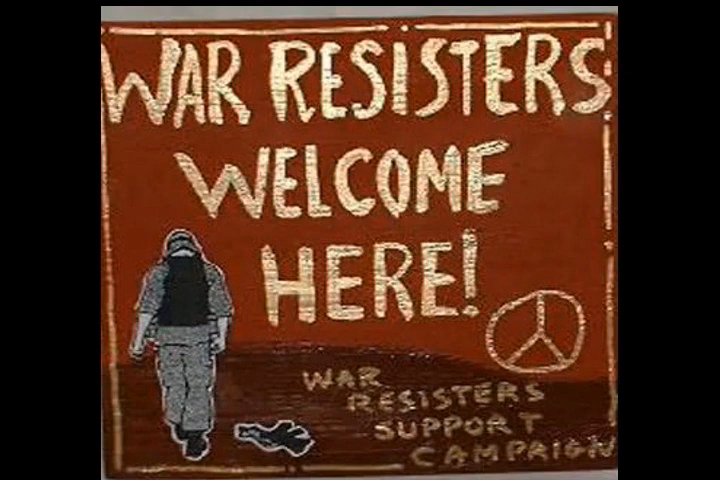 WAR RESISTERS
WELCOME
HERE!
WAR
RESISTERS
SUPPORT
CAMPAIGN